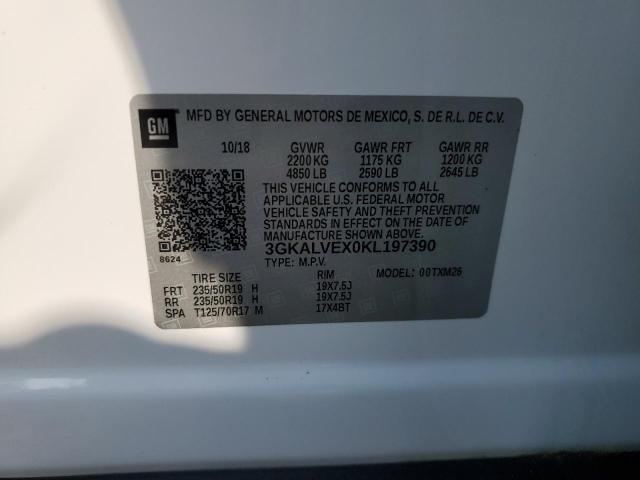 GM
MFD BY GENERAL MOTORS DE MEXICO, S. DE R.L. DE C.V.
10/18 GVWR GAWR FRT GAWR RR
2200 KG 1175 KG 1200 KG
4850 LB 2590 LB 2645 LB
THIS VEHICLE CONFORMS TO ALL
APPLICABLE U.S. FEDERAL MOTOR
VEHICLE SAFETY AND THEFT PREVENTION
STANDARDS IN EFFECT ON THE DATE OF
MANUFACTURE SHOWN ABOVE.
8624
3GKALVEX0KL197390
TYPE: M.P.V. MODEL: 00TXM26
TIRE SIZE RIM
FRT 235/50R19 H 19X7.5J
RR 235/50R19 H 19X7.5J
SPA T125/70R17 M 17X4BT